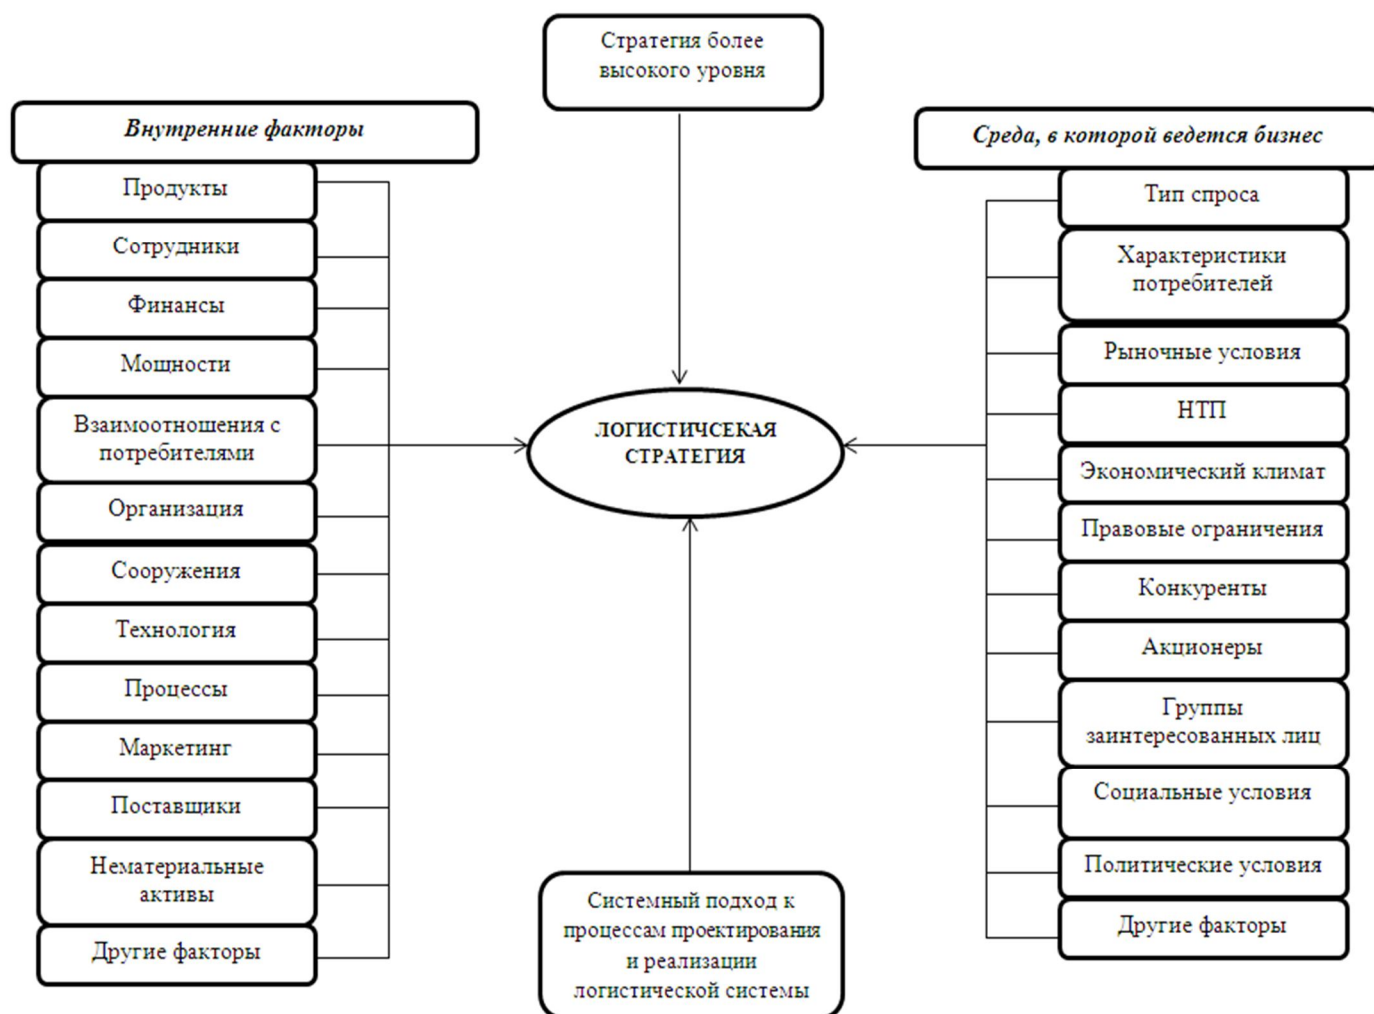 Стратегия более
высокого уровня
Внутренние факторы
Продукты
Сотрудники
Финансы
Мощности
Взаимоотношения с
потребителями
Организация
Сооружения
Технология
Процессы
Маркетинг
Поставщики
Нематериальные
активы
Другие факторы
ЛОГИСТИЧСЕКАЯ
СТРАТЕГИЯ
Системный подход к
процессам проектирования
и реализации
логистической системы
Среда, в которой ведется бизнес
Тип спроса
Характеристики
потребителей
Рыночные условия
НТП
Экономический климат
Правовые ограничения
Конкуренты
Акционеры
Группы
заинтересованных лиц
Социальные условия
Политические условия
Другие факторы